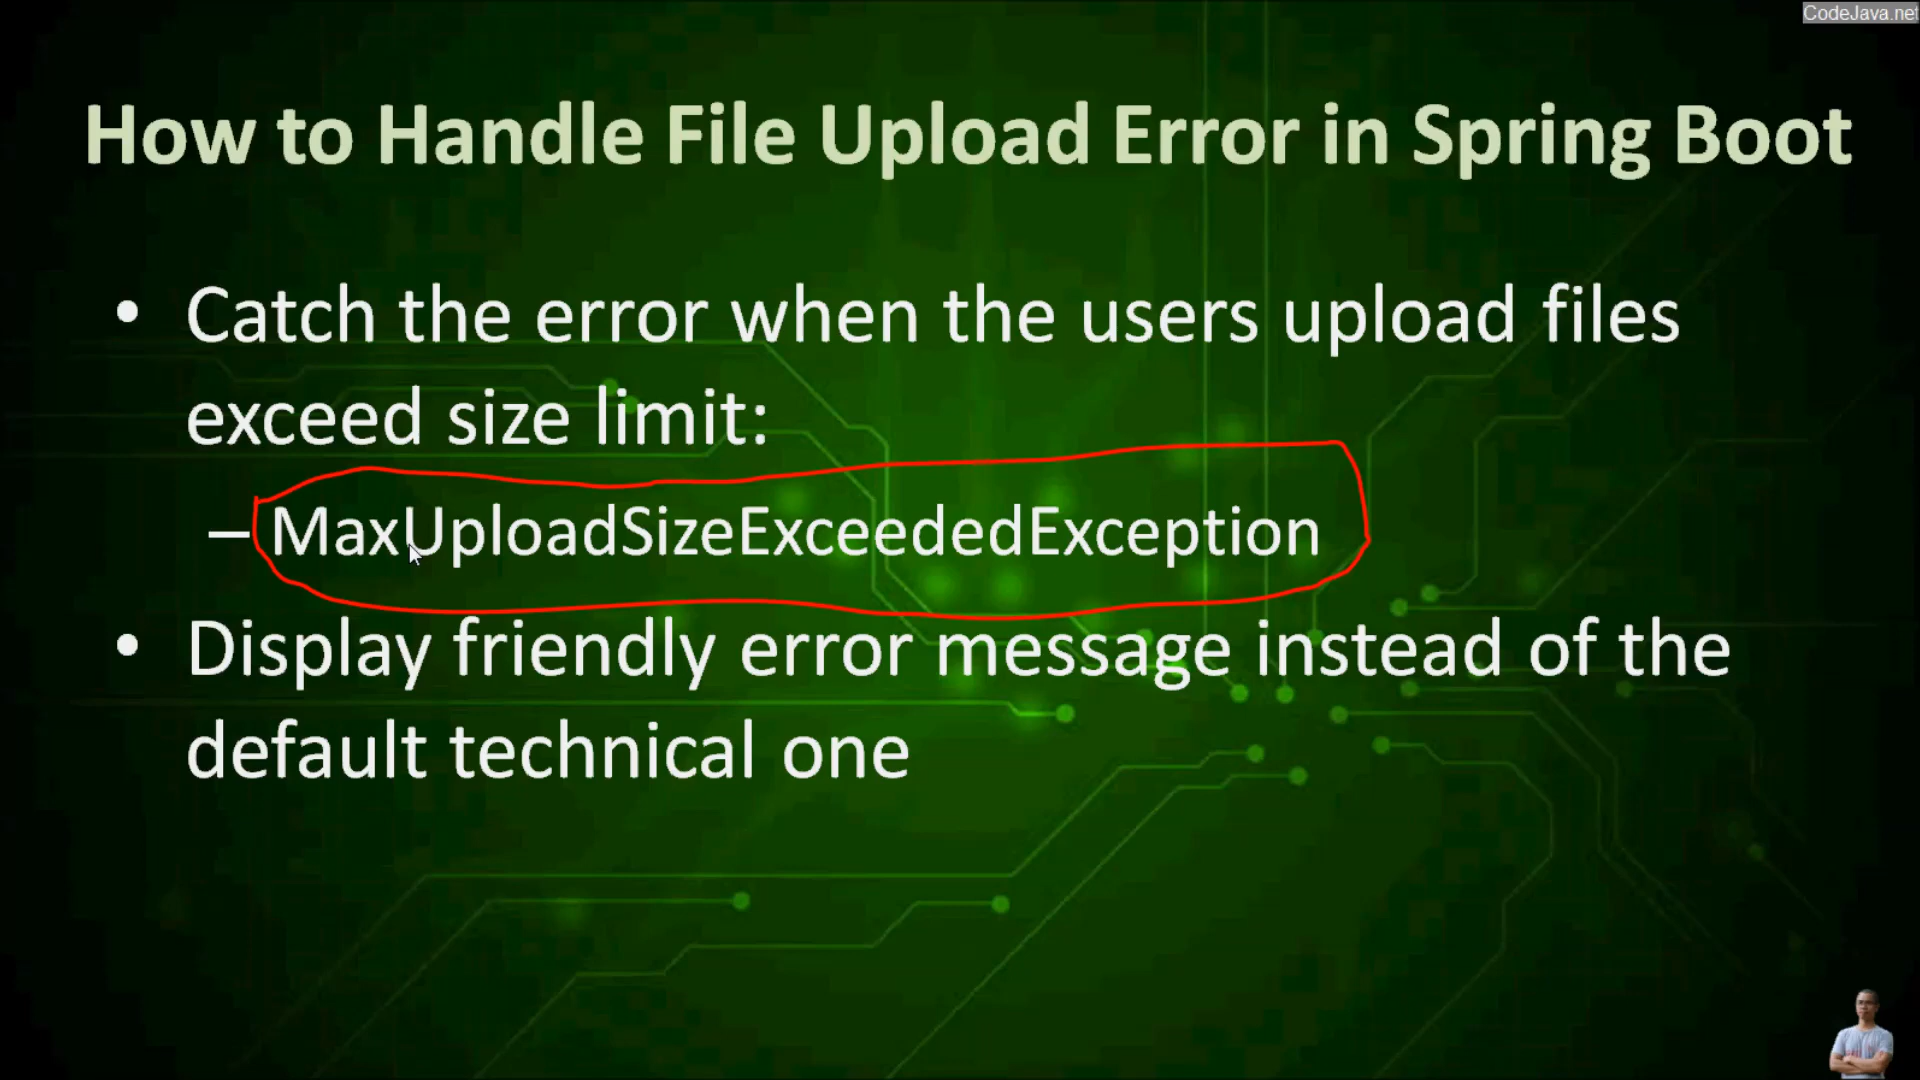 CodeJava.net
How to Handle File Upload Error in Spring Boot
• Catch the error when the users upload files
exceed size limit:
– MaxUploadSizeExceededException
• Display friendly error message instead of the
default technical one